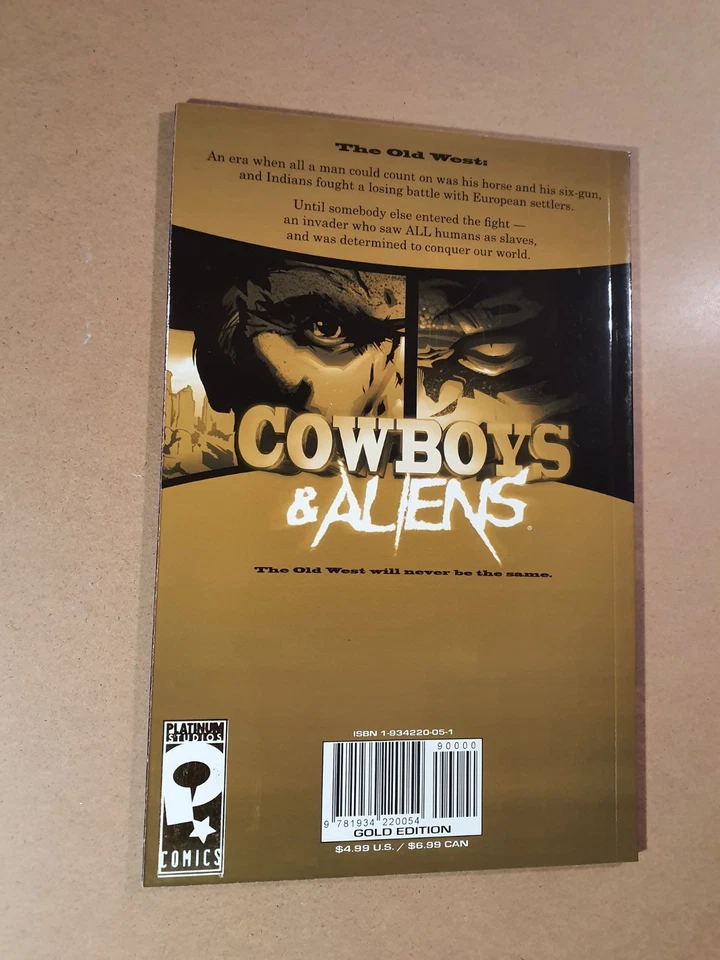 The Old West:
An era when all a man could count on was his horse and his six-gun,
and Indians fought a losing battle with European settlers.
Until somebody else entered the fight —
an invader who saw ALL humans as slaves,
and was determined to conquer our world.
COWBOYS
& ALIENS
The Old West will never be the same.
PLATINUM
STUDIOS
COMICS
ISBN 1-934220-05-1
90000
9 781934 220054
GOLD EDITION
$4.99 U.S. / $6.99 CAN